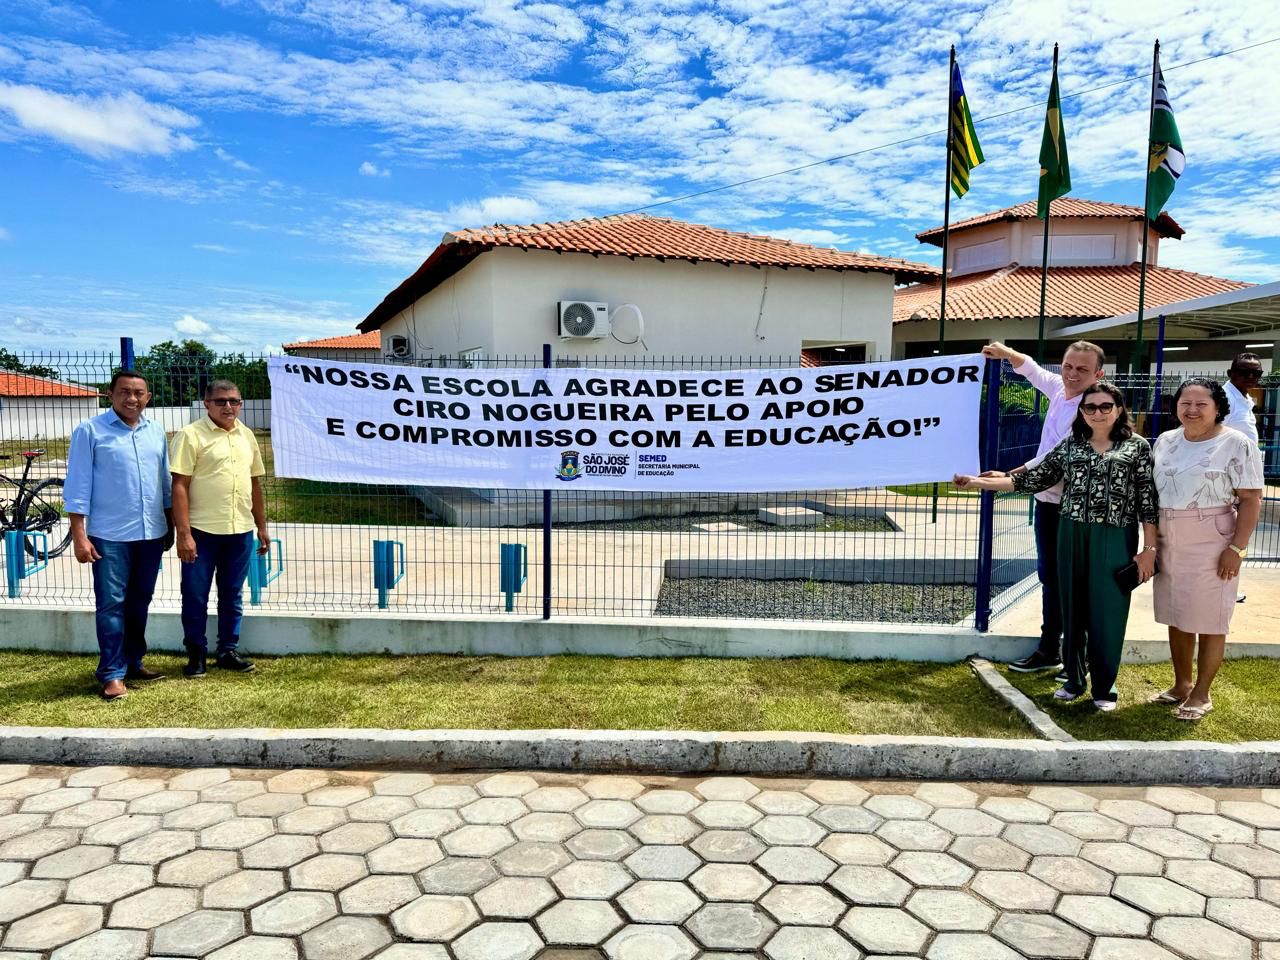 “NOSSA ESCOLA AGRADECE AO SENADOR
CIRO NOGUEIRA PELO APOIO
E COMPROMISSO COM A EDUCAÇÃO!”
SÃO JOSÉ
DO DIVINO
SEMED
SECRETARIA MUNICIPAL
DE EDUCAÇÃO